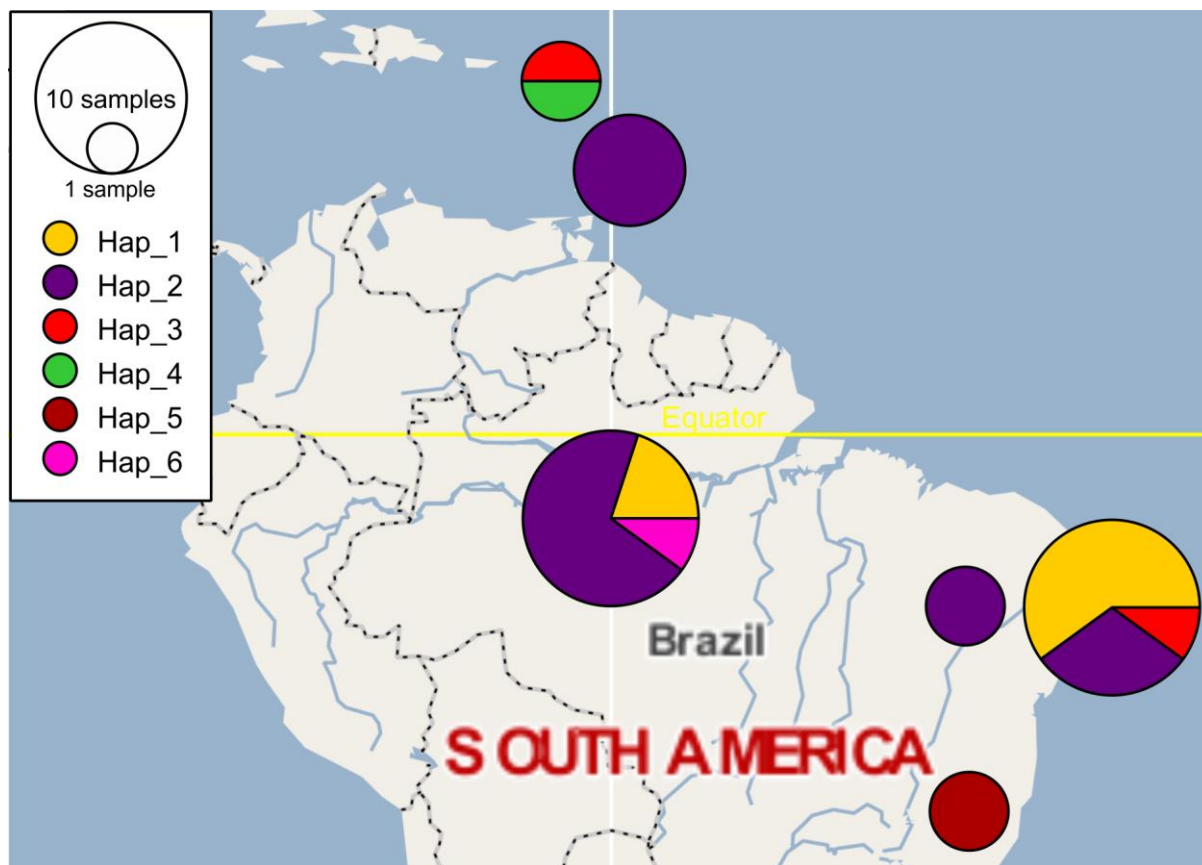 10 samples
1 sample
Hap_1
Hap_2
Hap_3
Hap_4
Hap_5
Hap_6
Equator
Brazil
SOUTH AMERICA